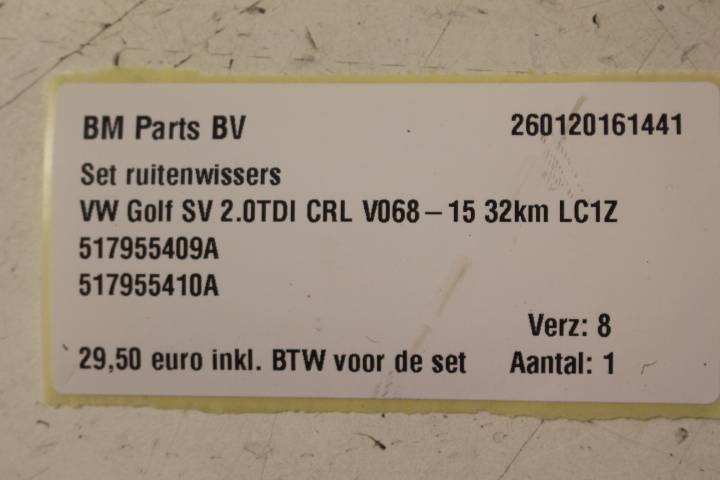 BM Parts BV 260120161441
Set ruitenwissers
VW Golf SV 2.0TDI CRL V068 – 15 32km LC1Z
517955409A
517955410A
Verz: 8
29,50 euro inkl. BTW voor de set Aantal: 1